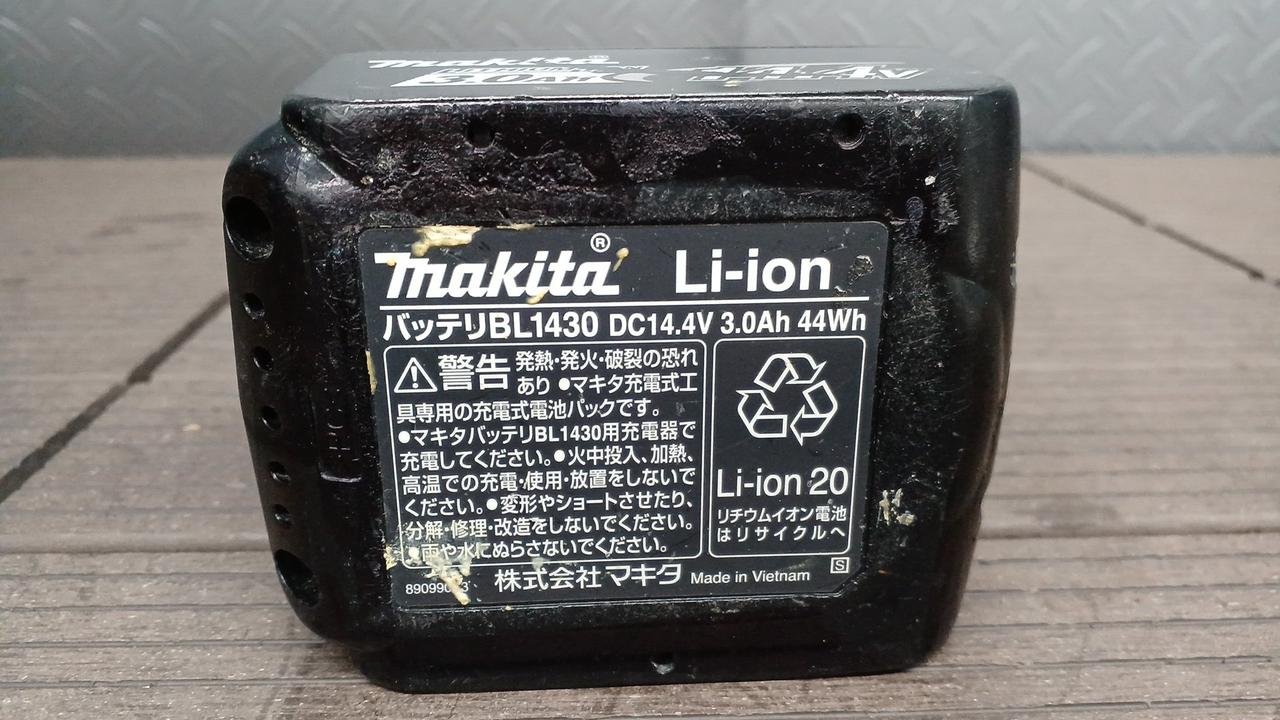 makita® Li-ion
バッテリBL1430 DC14.4V 3.0Ah 44Wh
警告 発熱・発火・破裂の恐れ
あり ●マキタ充電式工
具専用の充電式電池パックです。
●マキタバッテリBL1430用充電器で
充電してください。●火中投入、加熱、
高温での充電・使用・放置をしないで
ください。●変形やショートさせたり、
分解・修理・改造をしないでください。
●雨や水にぬらさないでください。
Li-ion 20
リチウムイオン電池
はリサイクルへ
株式会社マキタ Made in Vietnam S